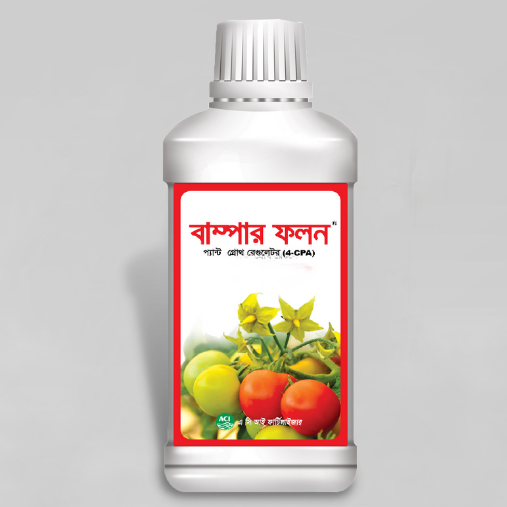 বাম্পার ফলন
প্যান্ট গ্রোথ রেগুলেটর (4-CPA)
ACI
এ সি আই ফার্টিলাইজার